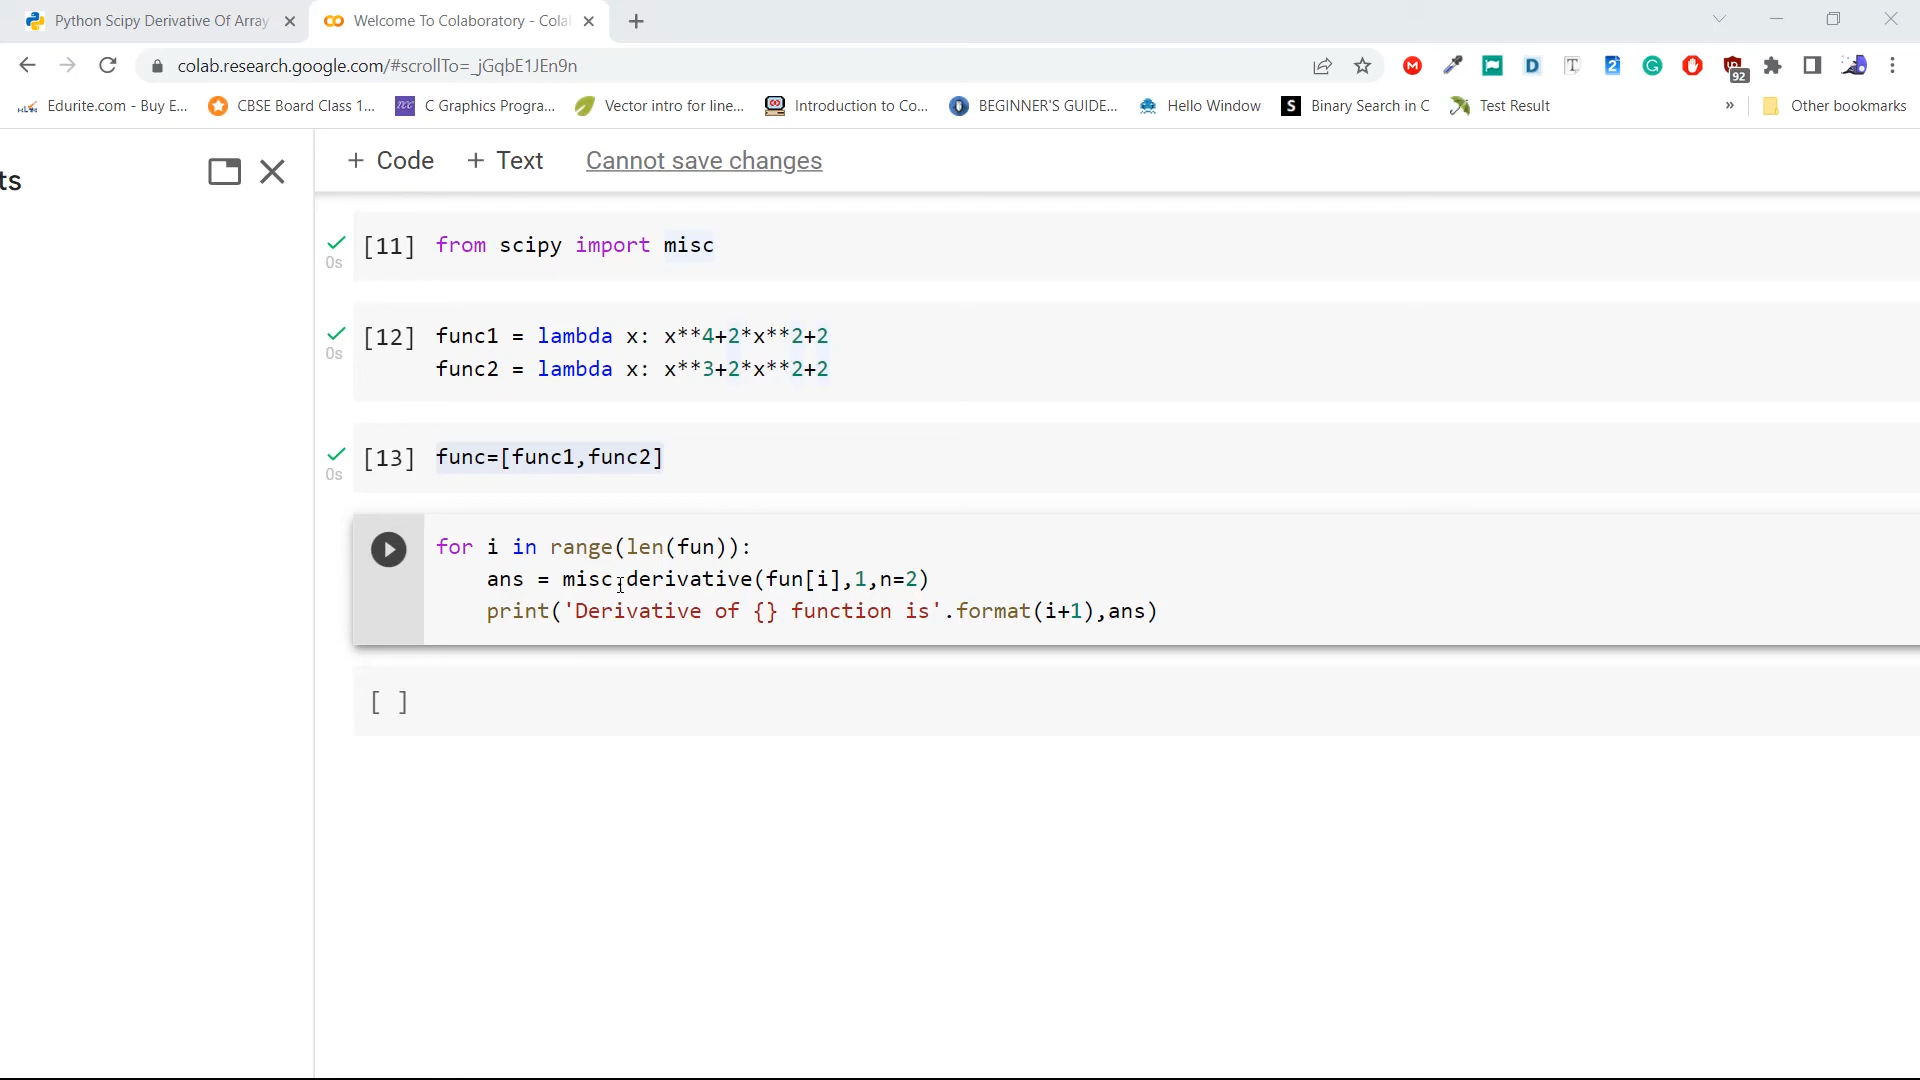 Python Scipy Derivative Of Array
Welcome To Colaboratory - Cola
colab.research.google.com/#scrollTo=_jGqbE1JEn9n
92
Edurite.com - Buy E...
CBSE Board Class 1...
C Graphics Progra...
Vector intro for line...
Introduction to Co...
BEGINNER'S GUIDE...
Hello Window
Binary Search in C
Test Result
»
Other bookmarks
ts
+ Code
+ Text
Cannot save changes
0s
[11] from scipy import misc
0s
[12] func1 = lambda x: x**4+2*x**2+2
func2 = lambda x: x**3+2*x**2+2
0s
[13] func=[func1,func2]
for i in range(len(fun)):
ans = misc.derivative(fun[i],1,n=2)
print('Derivative of {} function is'.format(i+1),ans)
[ ]